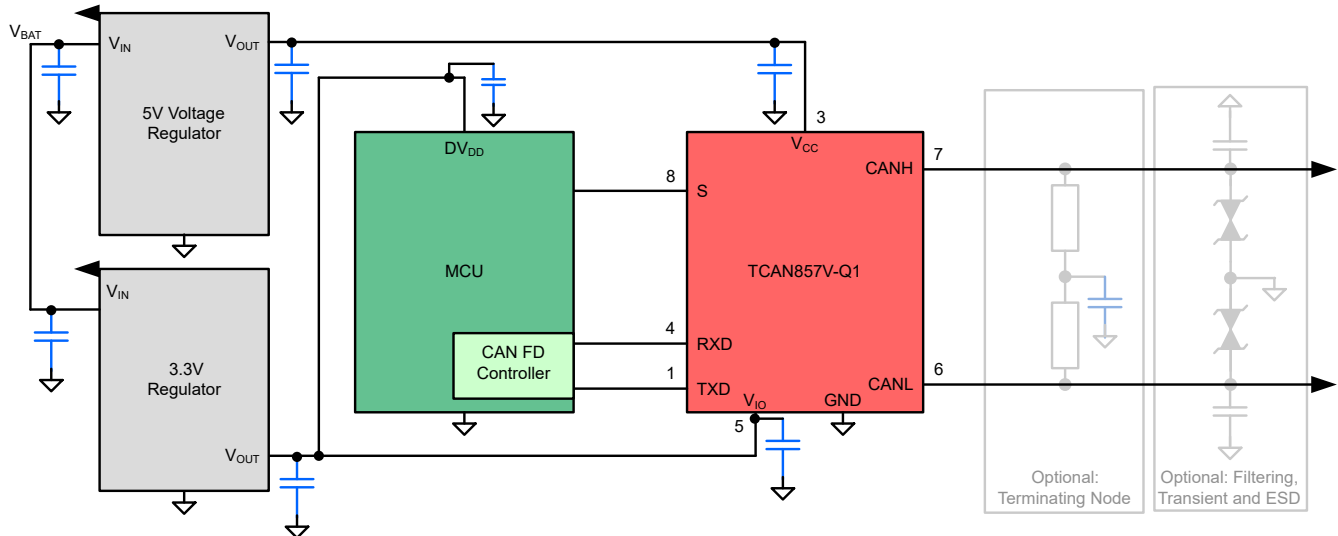 VBAT
VIN
VOUT
5V Voltage
Regulator
3
DVDD
VCC
CANH
7
8
S
MCU
TCAN857V-Q1
VIN
3.3V
Regulator
CAN FD
Controller
4
RXD
1
TXD
CANL
6
VIO
GND
5
VOUT
Optional:
Terminating Node
Optional: Filtering,
Transient and ESD